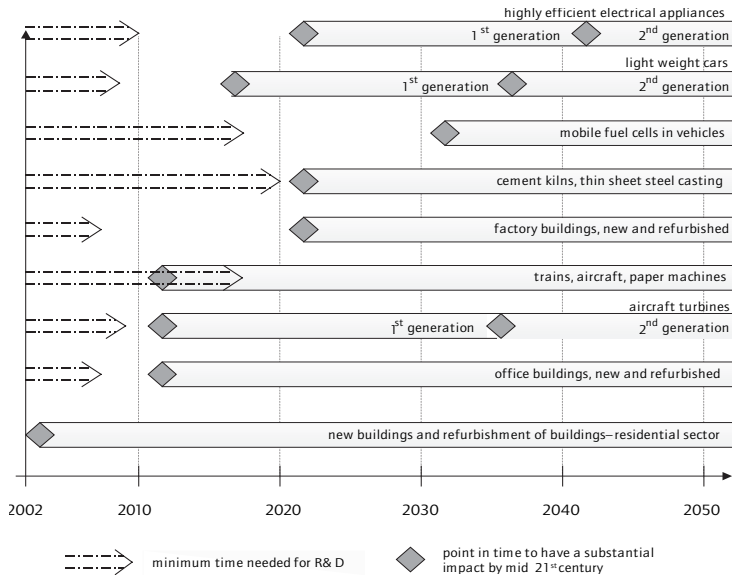 highly efficient electrical appliances
1st generation 2nd generation
light weight cars
1st generation 2nd generation
mobile fuel cells in vehicles
cement kilns, thin sheet steel casting
factory buildings, new and refurbished
trains, aircraft, paper machines
aircraft turbines
1st generation 2nd generation
office buildings, new and refurbished
new buildings and refurbishment of buildings–residential sector
2002 2010 2020 2030 2040 2050
minimum time needed for R& D
point in time to have a substantial
impact by mid 21st century